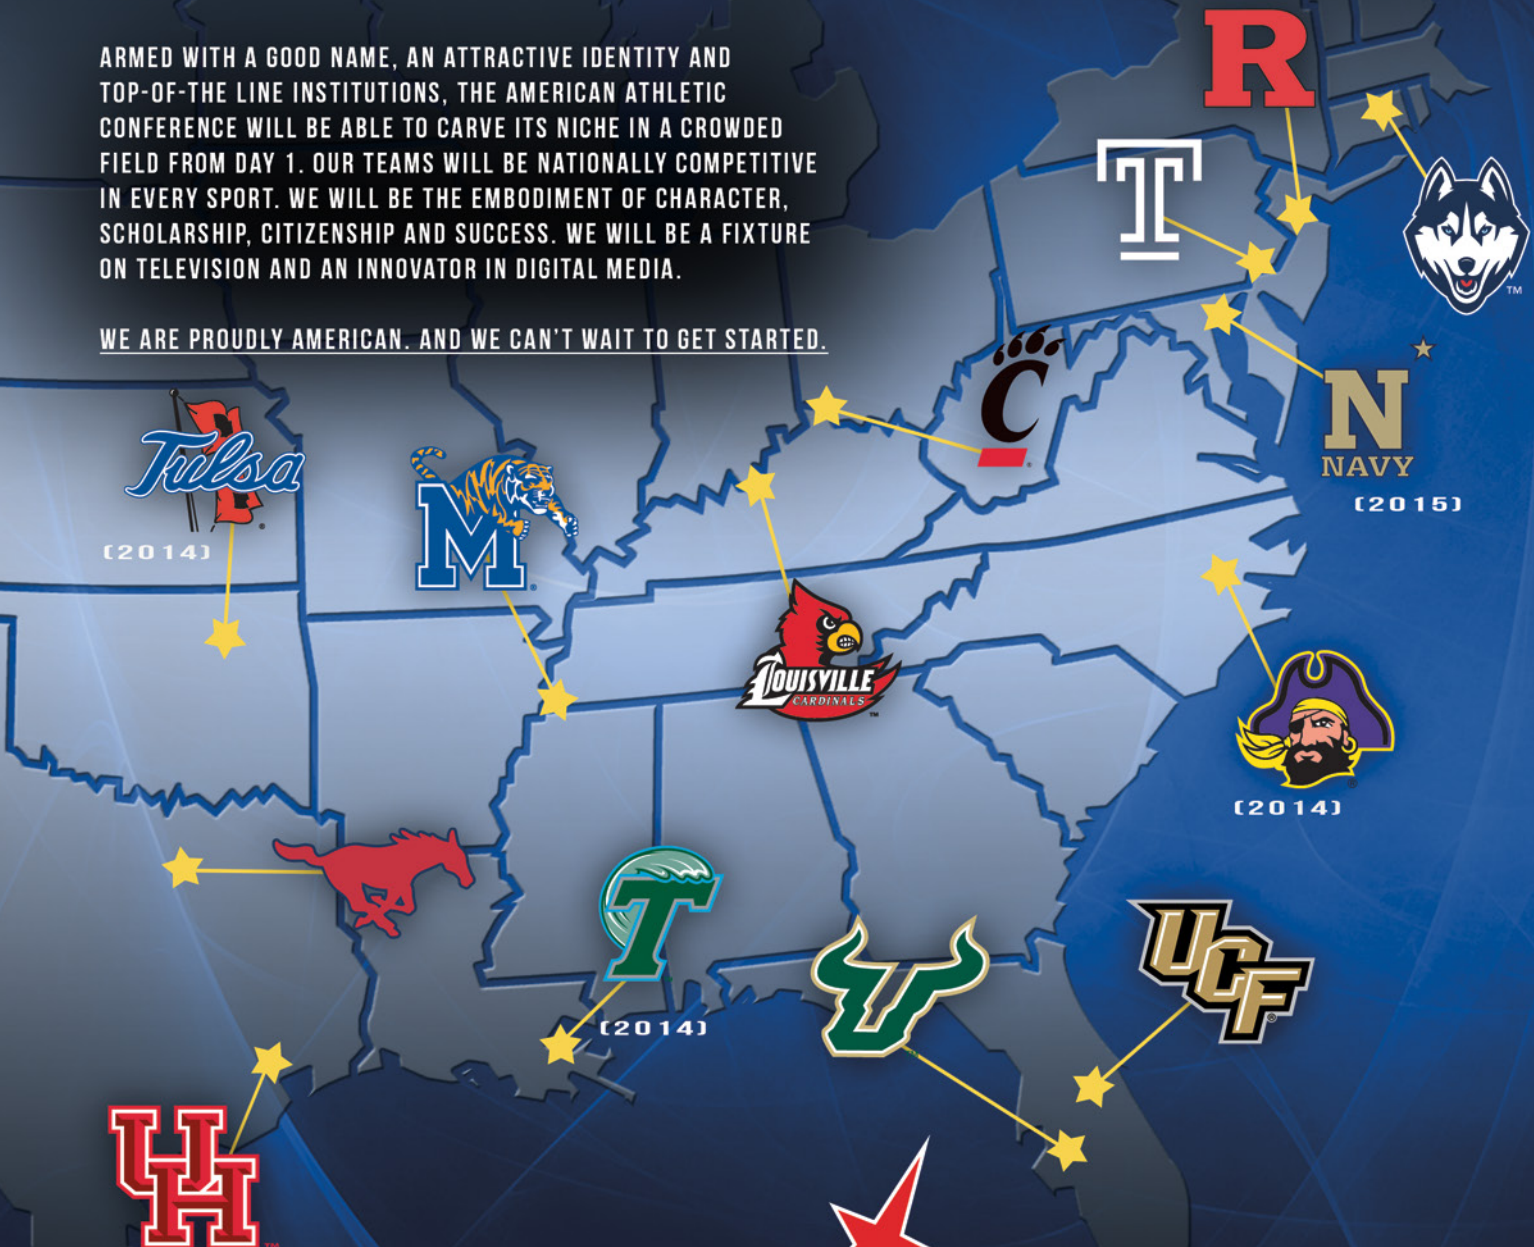 ARMED WITH A GOOD NAME, AN ATTRACTIVE IDENTITY AND
TOP-OF-THE LINE INSTITUTIONS, THE AMERICAN ATHLETIC
CONFERENCE WILL BE ABLE TO CARVE ITS NICHE IN A CROWDED
FIELD FROM DAY 1. OUR TEAMS WILL BE NATIONALLY COMPETITIVE
IN EVERY SPORT. WE WILL BE THE EMBODIMENT OF CHARACTER,
SCHOLARSHIP, CITIZENSHIP AND SUCCESS. WE WILL BE A FIXTURE
ON TELEVISION AND AN INNOVATOR IN DIGITAL MEDIA.
WE ARE PROUDLY AMERICAN. AND WE CAN'T WAIT TO GET STARTED.
R
T
TM
C
N
NAVY
(2015)
Tulsa
(2014)
M
LOUISVILLE
CARDINALS
TM
(2014)
T
(2014)
U
UCF
UH
TM